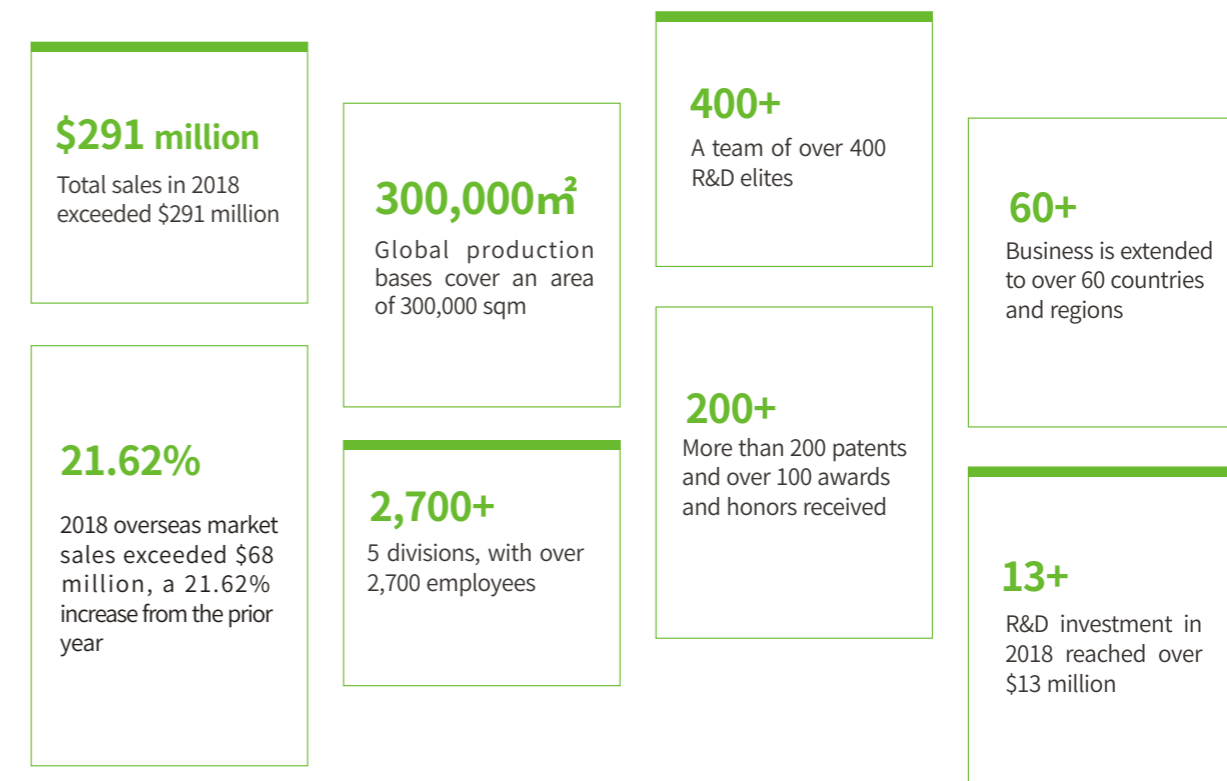 $291 million
Total sales in 2018
exceeded $291 million
21.62%
2018 overseas market
sales exceeded $68
million, a 21.62%
increase from the prior
year
300,000㎡
Global production
bases cover an area
of 300,000 sqm
2,700+
5 divisions, with over
2,700 employees
400+
A team of over 400
R&D elites
200+
More than 200 patents
and over 100 awards
and honors received
60+
Business is extended
to over 60 countries
and regions
13+
R&D investment in
2018 reached over
$13 million